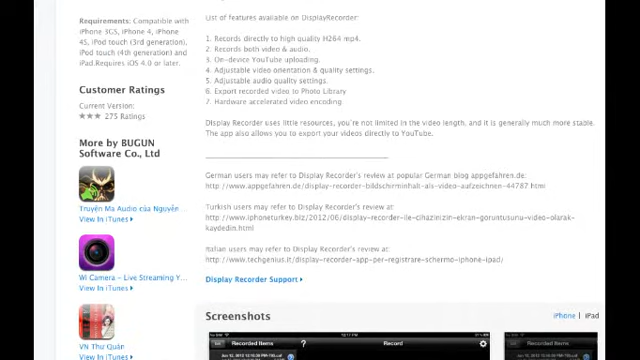 Requirements: Compatible with
iPhone 3GS, iPhone 4, iPhone
4S, iPod touch (3rd generation),
iPod touch (4th generation) and
iPad.Requires iOS 4.0 or later.
Customer Ratings
Current Version:
★★★ 275 Ratings
More by BUGUN
Software Co., Ltd
Truyện Ma Audio của Nguyễn...
View In iTunes
WI Camera – Live Streaming Y...
View In iTunes
VN Thư Quán
View In iTunes
List of features available on DisplayRecorder:
1. Records directly to high quality H264 mp4.
2. Records both video & audio.
3. On-device YouTube uploading.
4. Adjustable video orientation & quality settings.
5. Adjustable audio quality settings.
6. Export recorded video to Photo Library
7. Hardware accelerated video encoding
Display Recorder uses little resources, you're not limited in the video length, and it is generally much more stable.
The app also allows you to export your videos directly to YouTube.
German users may refer to Display Recorder's review at popular German blog appgefahren.de:
http://www.appgefahren.de/display-recorder-bildschirminhalt-als-video-aufzeichnen-44787.html
Turkish users may refer to Display Recorder's review at:
http://www.iphoneturkey.biz/2012/06/display-recorder-ile-cihazinizin-ekran-goruntusunu-video-olarak-
kaydedin.html
Italian users may refer to Display Recorder's review at:
http://www.techgenius.it/display-recorder-app-per-registrare-schermo-iphone-ipad/
Display Recorder Support
Screenshots
iPhone | iPad
Recorded Items
?
Record